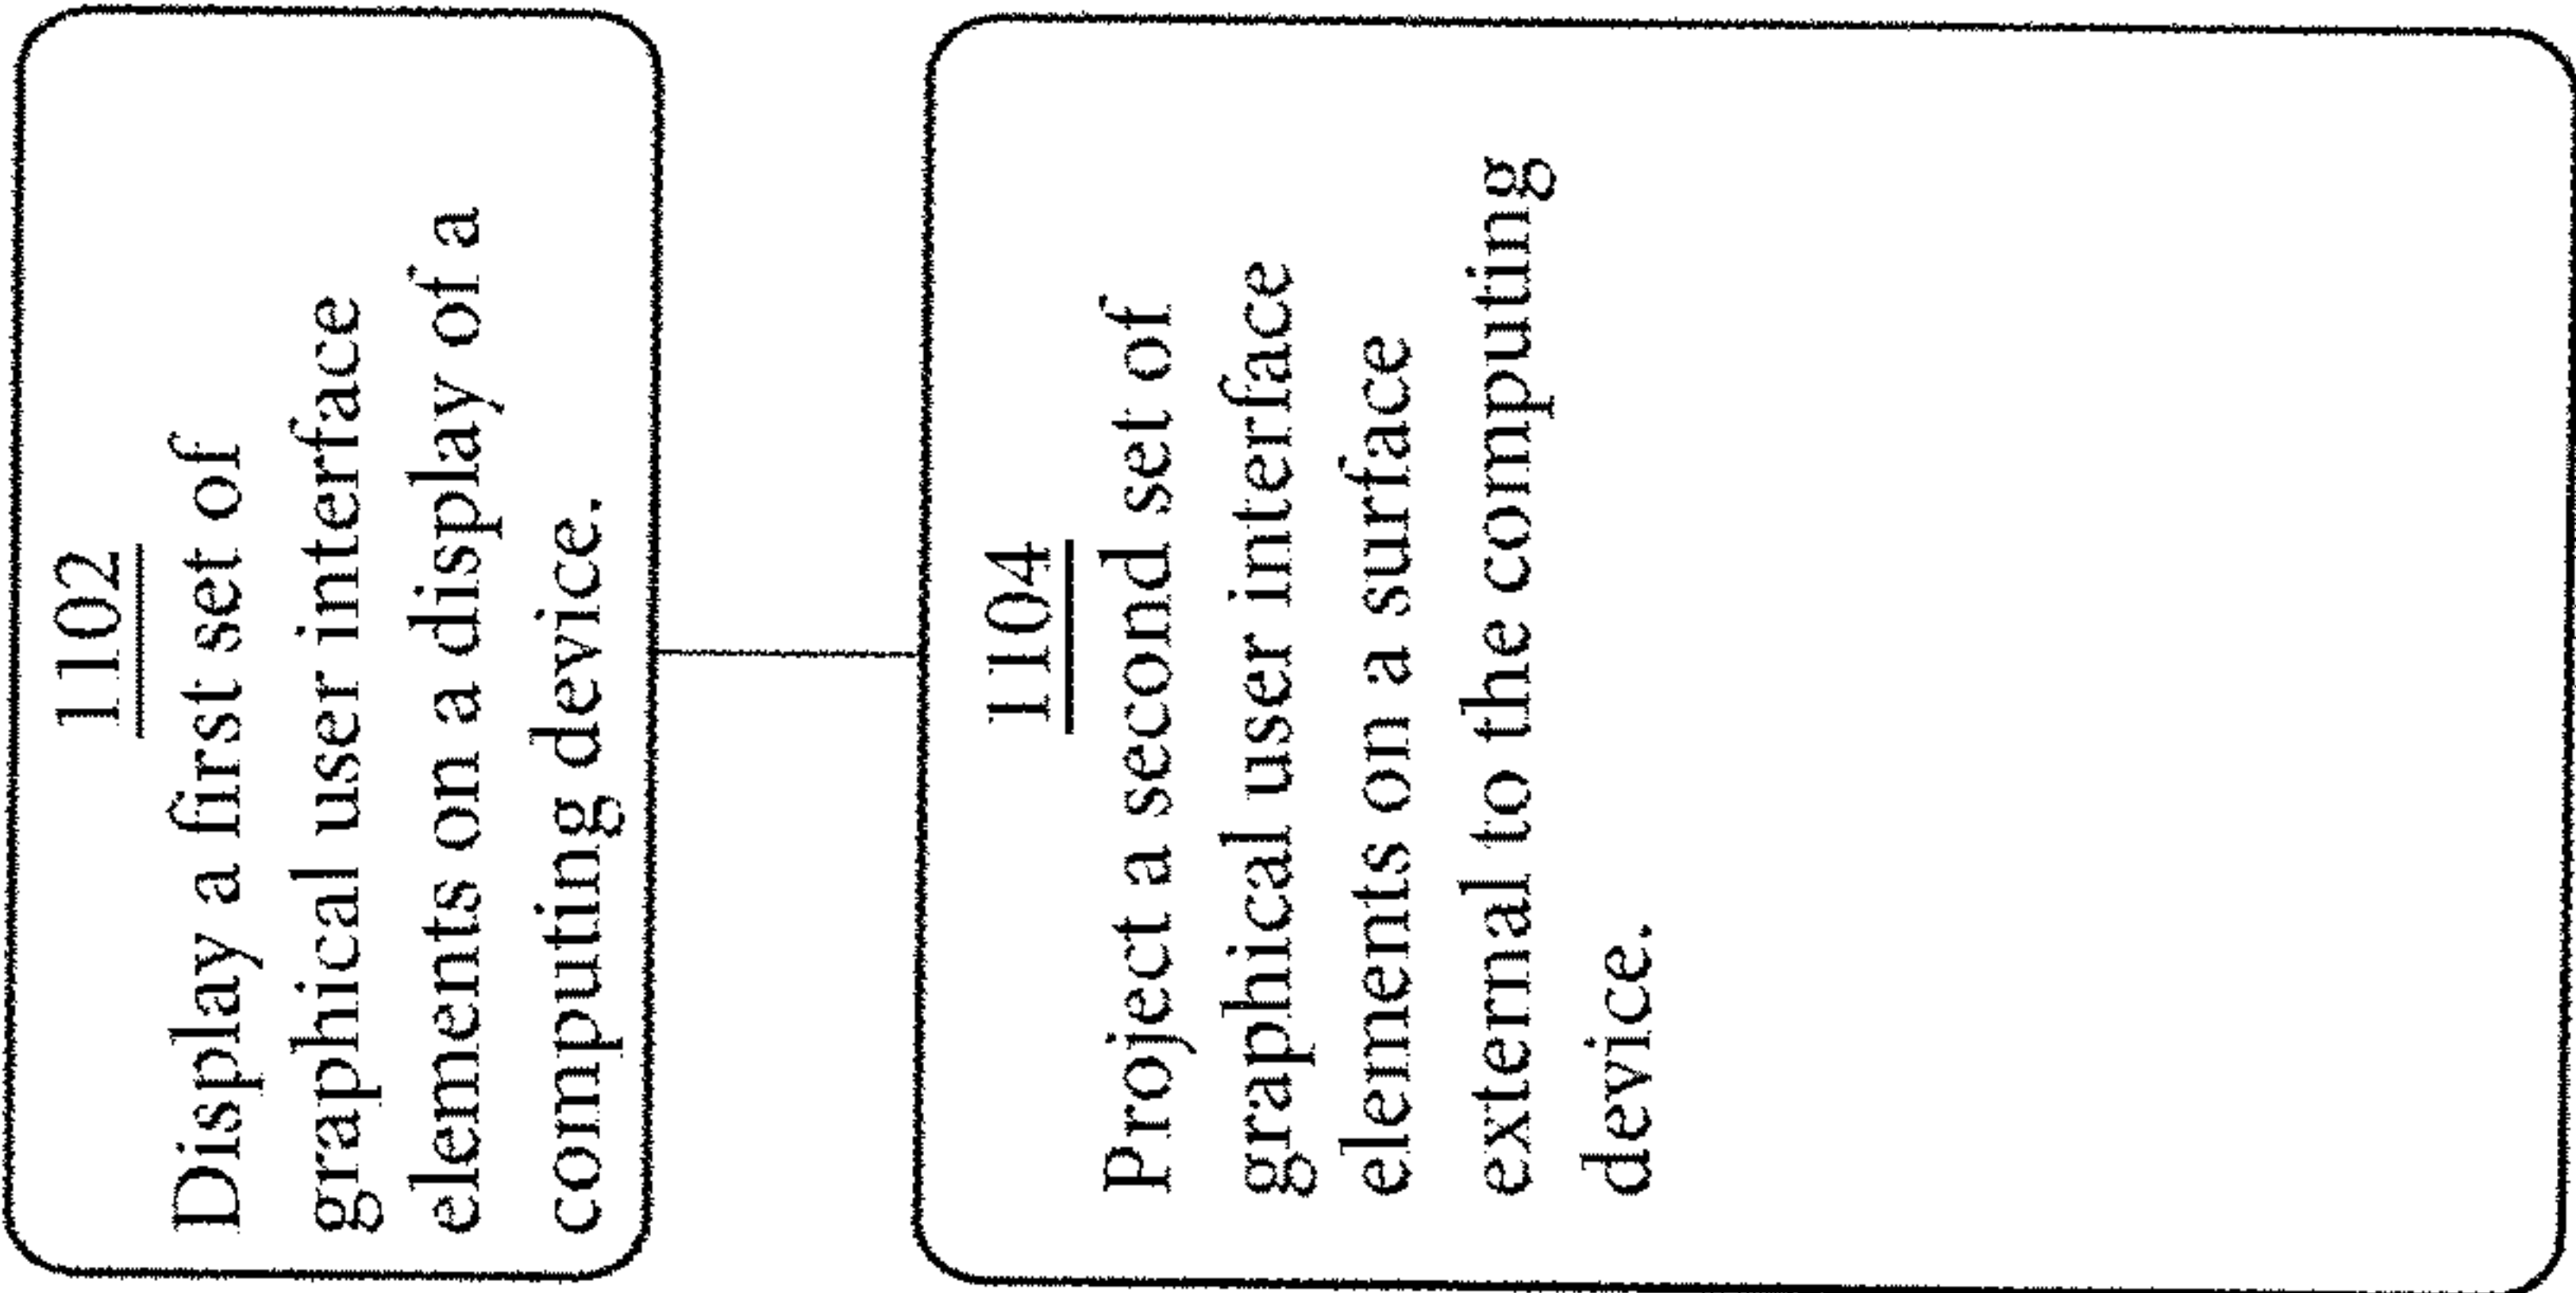 1102
Display a first set of
graphical user interface
elements on a display of a
computing device.
1104
Project a second set of
graphical user interface
elements on a surface
external to the computing
device.